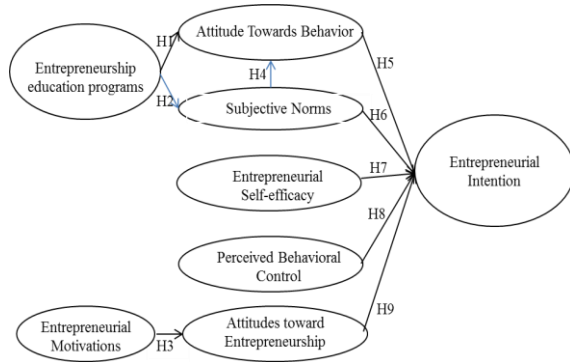 Attitude Towards Behavior
H1
H5
Entrepreneurship
education programs
H4
H2
Subjective Norms
H6
Entrepreneurial
Self-efficacy
H7
Entrepreneurial
Intention
H8
Perceived Behavioral
Control
H9
Entrepreneurial
Motivations
H3
Attitudes toward
Entrepreneurship